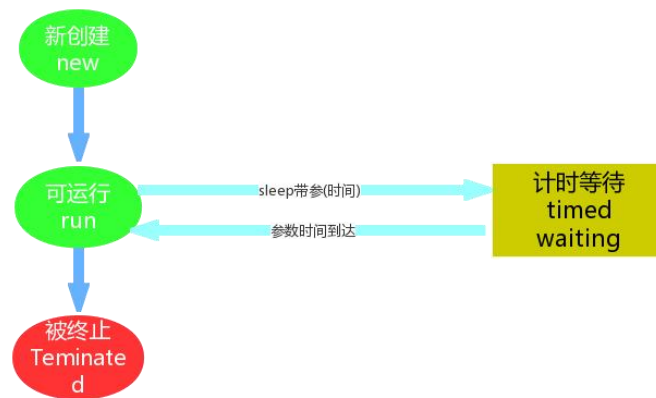 新创建
new
可运行
run
sleep带参(时间)
参数时间到达
计时等待
timed
waiting
被终止
Teminate
d